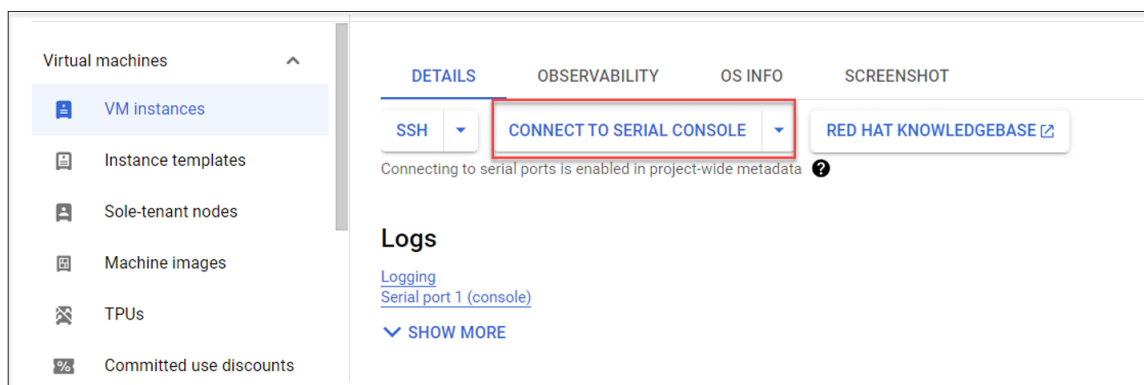 Virtual machines
VM instances
Instance templates
Sole-tenant nodes
Machine images
TPUs
Committed use discounts
DETAILS OBSERVABILITY OS INFO SCREENSHOT
SSH CONNECT TO SERIAL CONSOLE RED HAT KNOWLEDGEBASE
Connecting to serial ports is enabled in project-wide metadata ?
Logs
Logging
Serial port 1 (console)
SHOW MORE